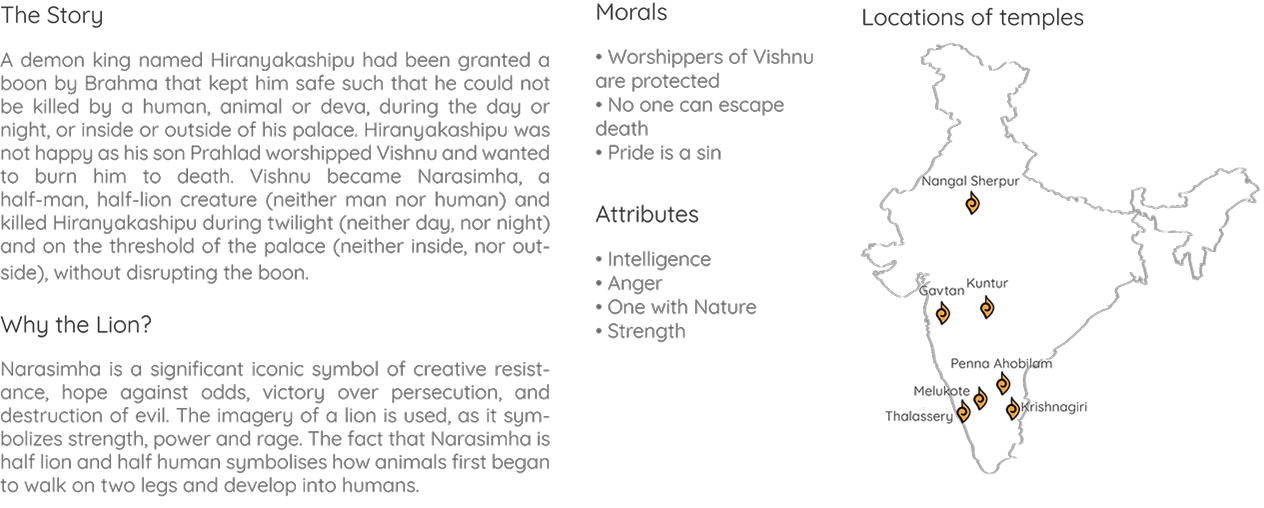 The Story
A demon king named Hiranyakashipu had been granted a
boon by Brahma that kept him safe such that he could not
be killed by a human, animal or deva, during the day or
night, or inside or outside of his palace. Hiranyakashipu was
not happy as his son Prahlad worshipped Vishnu and wanted
to burn him to death. Vishnu became Narasimha, a
half-man, half-lion creature (neither man nor human) and
killed Hiranyakashipu during twilight (neither day, nor night)
and on the threshold of the palace (neither inside, nor out-
side), without disrupting the boon.
Why the Lion?
Narasimha is a significant iconic symbol of creative resist-
ance, hope against odds, victory over persecution, and
destruction of evil. The imagery of a lion is used, as it sym-
bolizes strength, power and rage. The fact that Narasimha is
half lion and half human symbolises how animals first began
to walk on two legs and develop into humans.
Morals
• Worshippers of Vishnu
are protected
• No one can escape
death
• Pride is a sin
Attributes
• Intelligence
• Anger
• One with Nature
• Strength
Locations of temples
Nangal Sherpur
Gavtan
Kuntur
Penna Ahobilam
Melukote
Thalassery
Krishnagiri